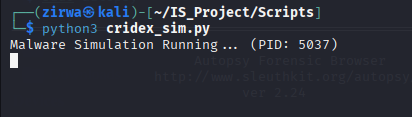 ┌──(zirwa㉿kali)-[~/IS_Project/Scripts]
└─$ python3 cridex_sim.py
Malware Simulation Running... (PID: 5037)
Autopsy Forensic Browser
http://www.sleuthkit.org/autopsy
ver 2.24